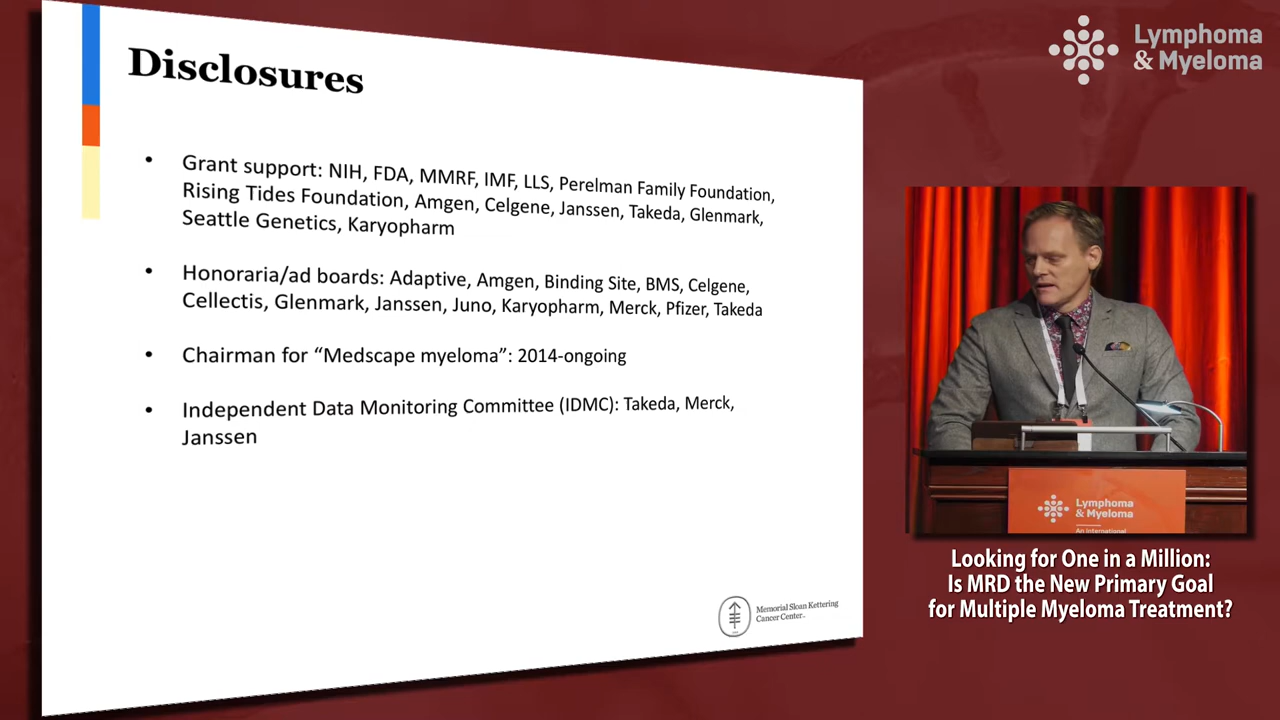 Disclosures
• Grant support: NIH, FDA, MMRF, IMF, LLS, Perelman Family Foundation,
Rising Tides Foundation, Amgen, Celgene, Janssen, Takeda, Glenmark,
Seattle Genetics, Karyopharm
• Honoraria/ad boards: Adaptive, Amgen, Binding Site, BMS, Celgene,
Cellectis, Glenmark, Janssen, Juno, Karyopharm, Merck, Pfizer, Takeda
• Chairman for “Medscape myeloma”: 2014-ongoing
• Independent Data Monitoring Committee (IDMC): Takeda, Merck,
Janssen
Memorial Sloan Kettering
Cancer Center
Lymphoma
& Myeloma
Lymphoma
& Myeloma
An International
Looking for One in a Million:
Is MRD the New Primary Goal
for Multiple Myeloma Treatment?